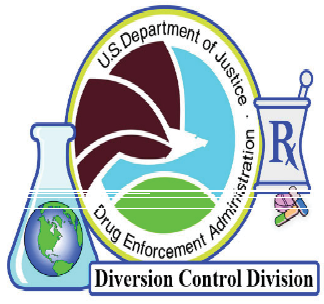 U.S. Department of Justice ·
Drug Enforcement Administration
Rx
Diversion Control Division